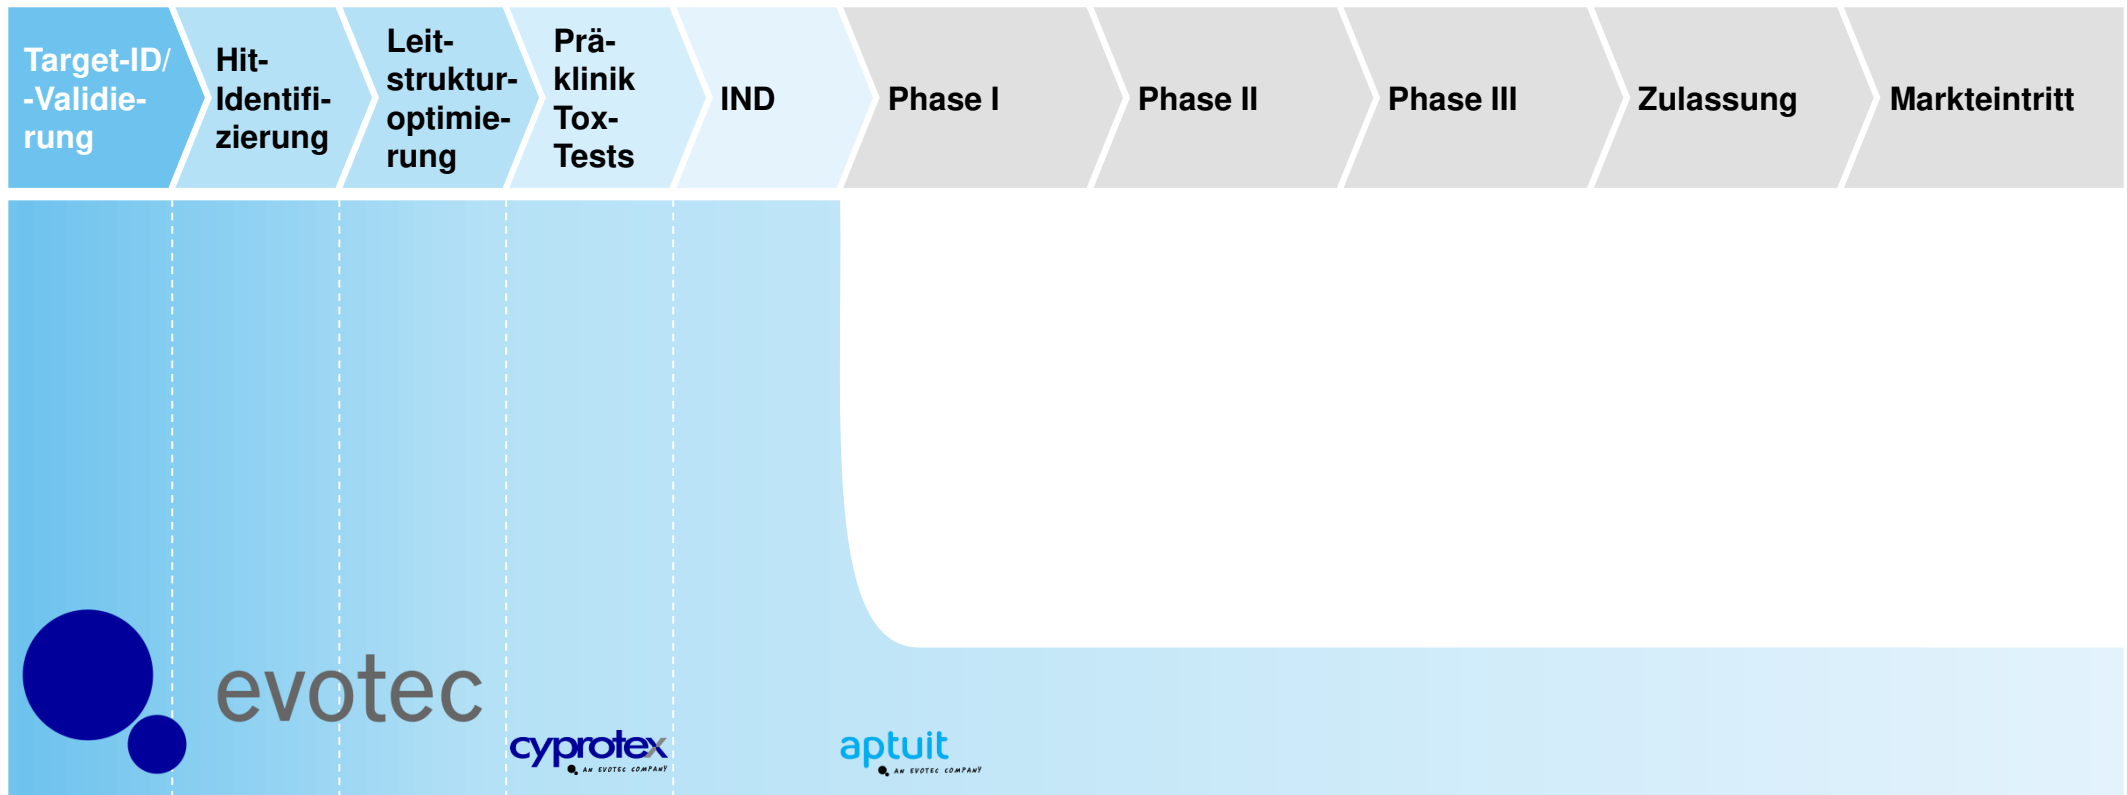 Target-ID/
-Validie-
rung
Hit-
Identifi-
zierung
Leit-
struktur-
optimie-
rung
Prä-
klinik
Tox-
Tests
IND
Phase I
Phase II
Phase III
Zulassung
Markteintritt
evotec
cyprotex
AN EVOTEC COMPANY
aptuit
AN EVOTEC COMPANY